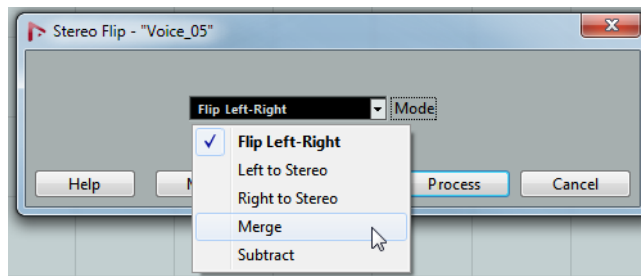 Stereo Flip - "Voice_05"
Flip Left-Right Mode
Flip Left-Right
Left to Stereo
Right to Stereo
Merge
Subtract
Help Process Cancel